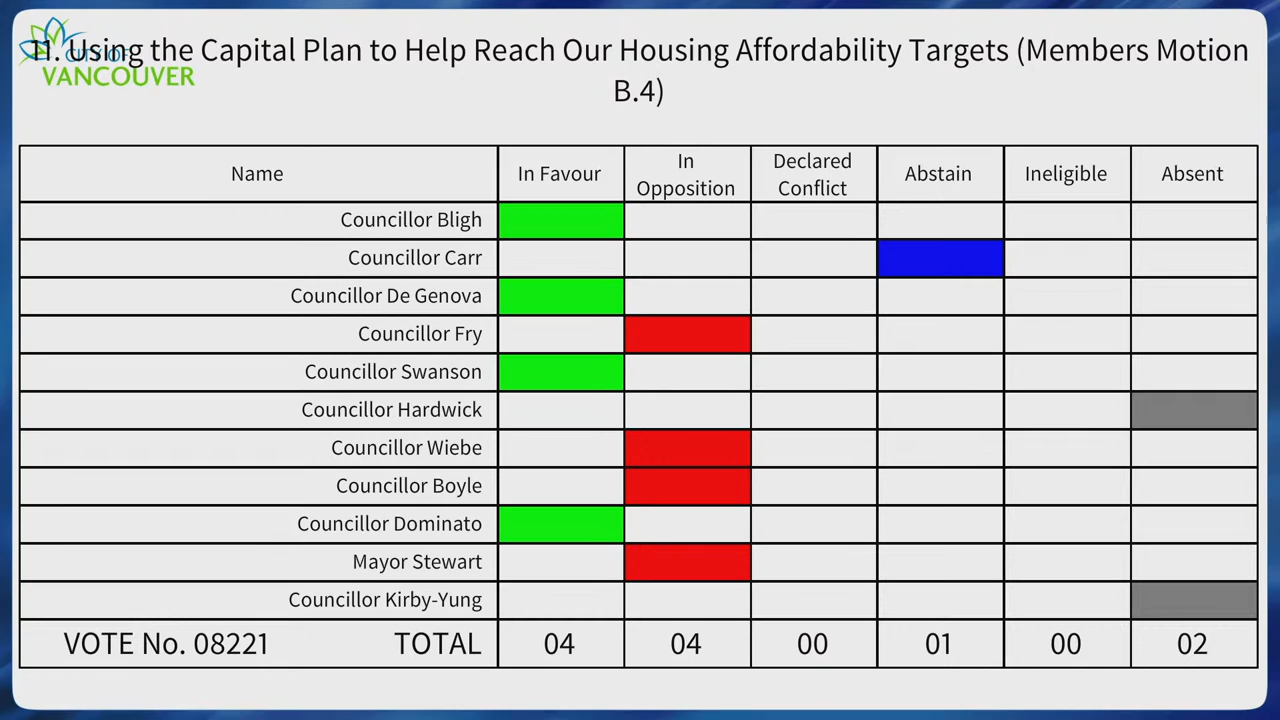 11. Using the Capital Plan to Help Reach Our Housing Affordability Targets (Members Motion
B.4)
CITY OF
VANCOUVER
Name In Favour In Opposition Declared Conflict Abstain Ineligible Absent
Councillor Bligh
Councillor Carr
Councillor De Genova
Councillor Fry
Councillor Swanson
Councillor Hardwick
Councillor Wiebe
Councillor Boyle
Councillor Dominato
Mayor Stewart
Councillor Kirby-Yung
VOTE No. 08221 TOTAL 04 04 00 01 00 02